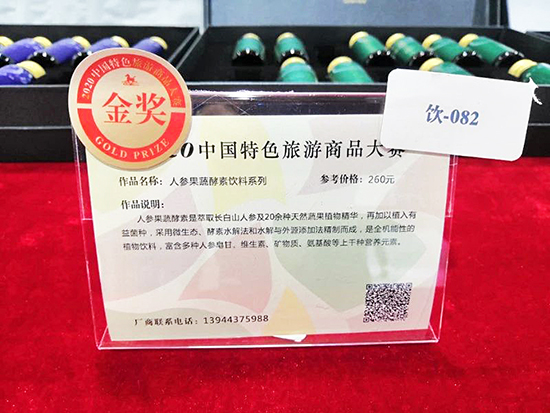 2020中国特色旅游商品大赛
金奖
GOLD PRIZE
饮-082
20中国特色旅游商品大赛
作品名称：人参果蔬酵素饮料系列 参考价格：260元
作品说明：
人参果蔬酵素是萃取长白山人参及20余种天然蔬果植物精华，再加以植入有
益菌种，采用微生态、酵素水解法和水解与外源添加法精制而成，是全机能性的
植物饮料，富含多种人参皂甘、维生素、矿物质、氨基酸等上千种营养元素。
厂商联系电话：13944375988